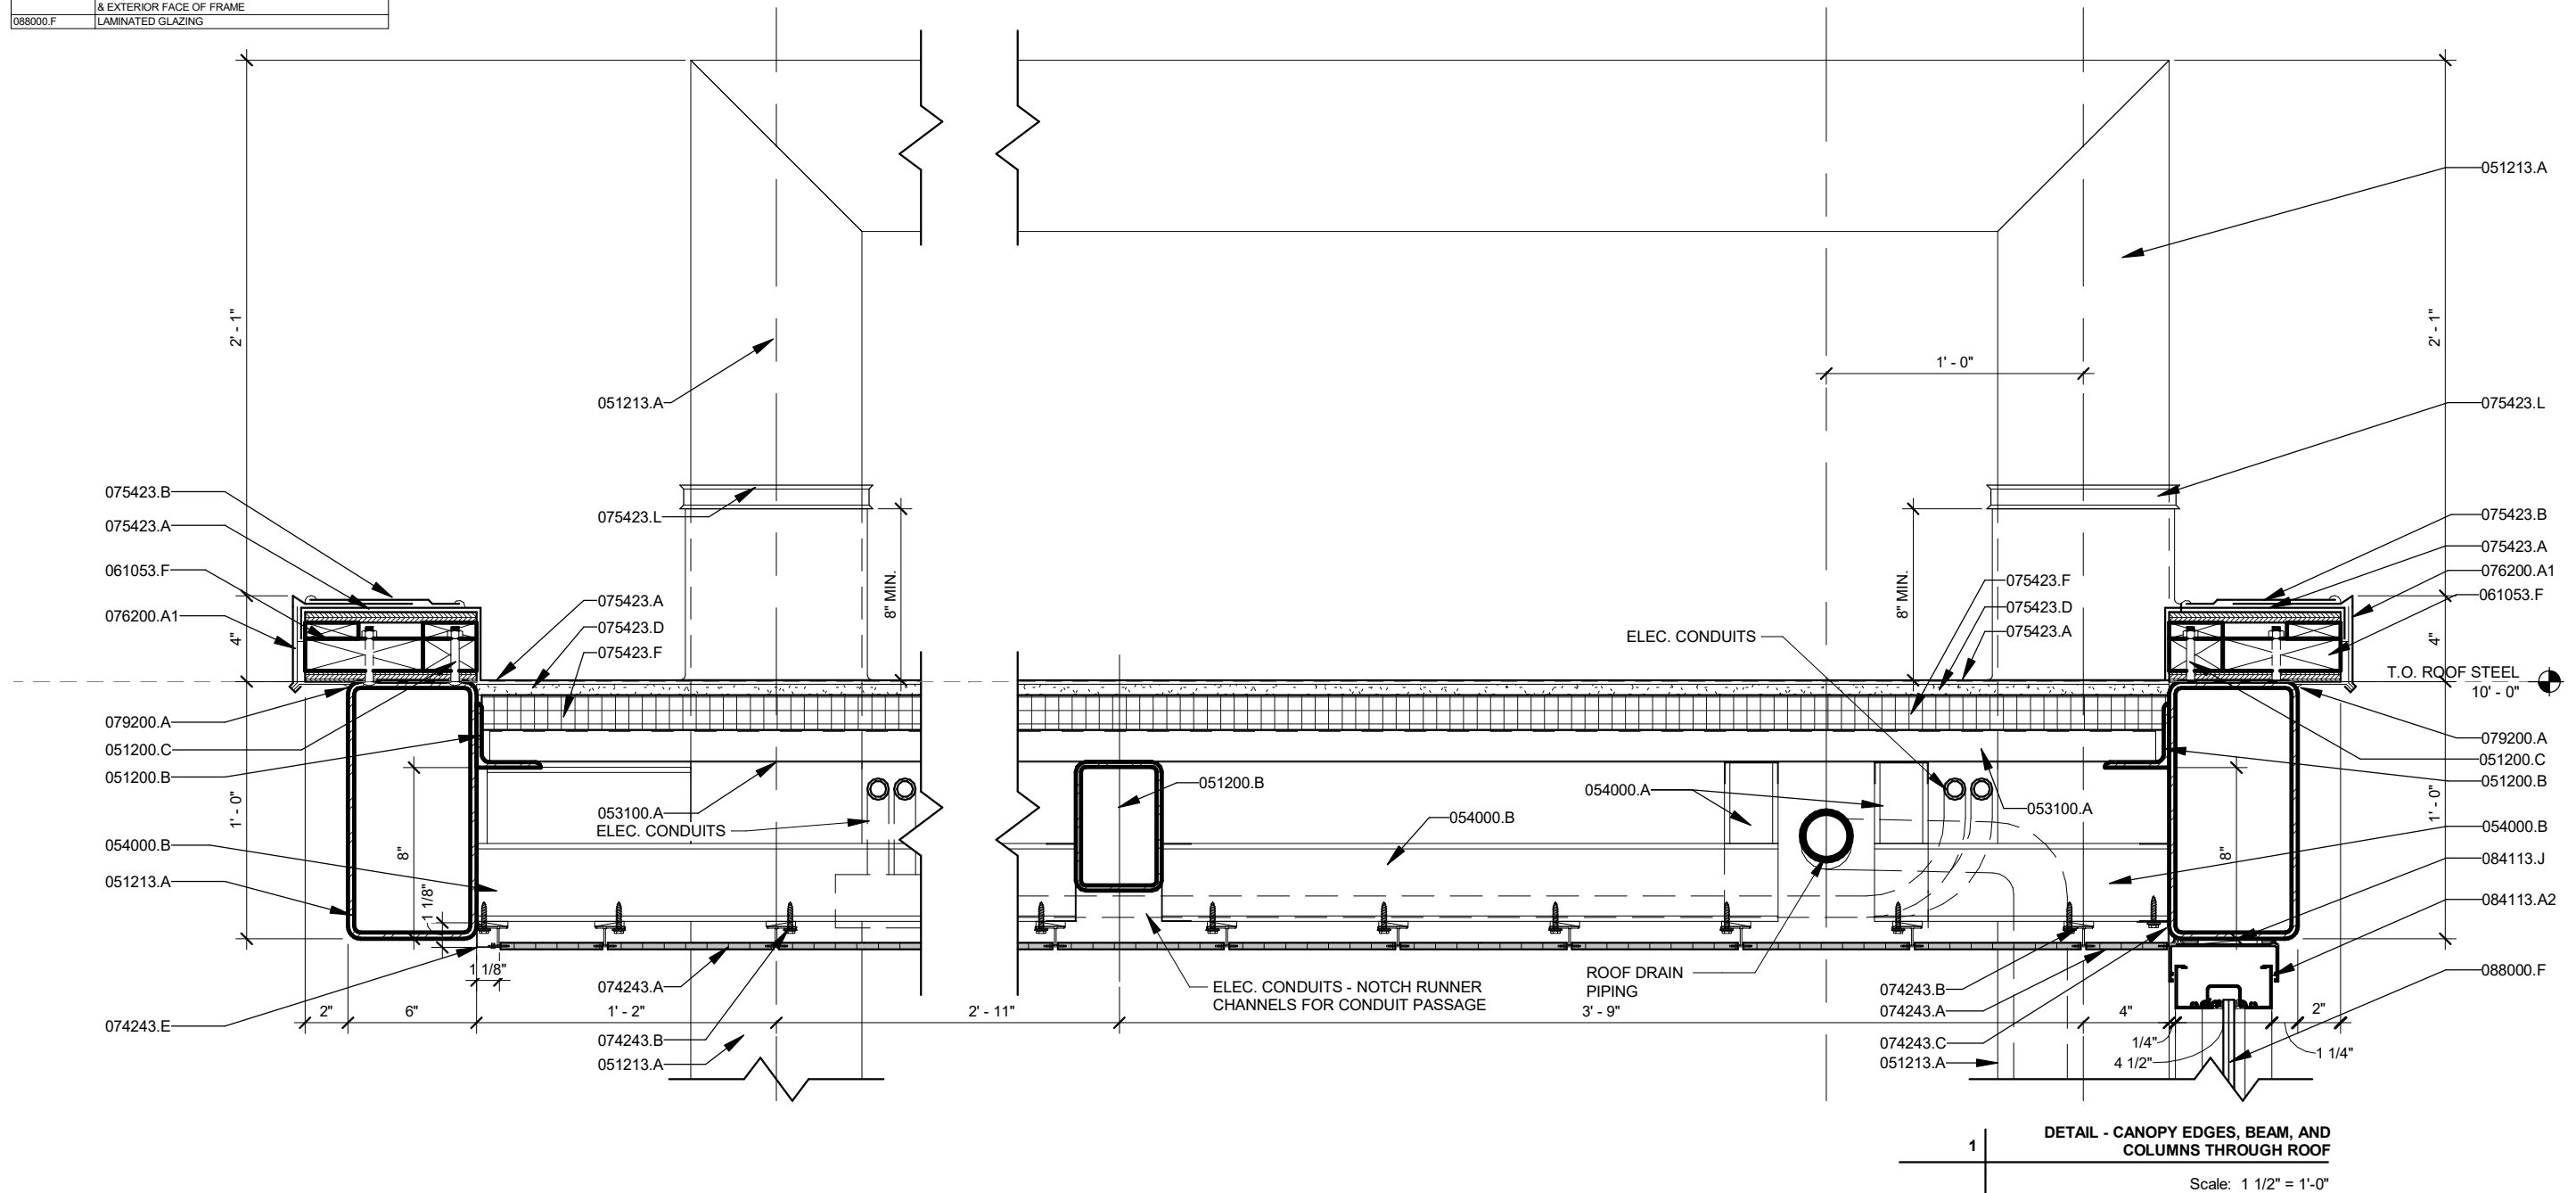 & EXTERIOR FACE OF FRAME
088000.F LAMINATED GLAZING
2' - 1"
051213.A
2' - 1"
1' - 0"
051213.A
075423.L
075423.B
075423.L
075423.B
075423.A
075423.A
061053.F
8" MIN.
8" MIN.
075423.F
076200.A1
075423.A
075423.D
061053.F
076200.A1
075423.D
075423.A
4"
075423.F
ELEC. CONDUITS
4"
T.O. ROOF STEEL
10' - 0"
079200.A
079200.A
051200.C
051200.C
051200.B
051200.B
051200.B
054000.A
1' - 0"
053100.A
053100.A
1' - 0"
ELEC. CONDUITS
054000.B
054000.B
054000.B
8"
8"
084113.J
051213.A
084113.A2
1 1/8"
1 1/8"
ROOF DRAIN
PIPING
088000.F
074243.A
ELEC. CONDUITS - NOTCH RUNNER
CHANNELS FOR CONDUIT PASSAGE
074243.B
074243.A
2"
6"
1' - 2"
2' - 11"
3' - 9"
4"
2"
074243.E
074243.B
074243.C
1/4"
1 1/4"
051213.A
051213.A
4 1/2"
1
DETAIL - CANOPY EDGES, BEAM, AND
COLUMNS THROUGH ROOF
Scale: 1 1/2" = 1'-0"